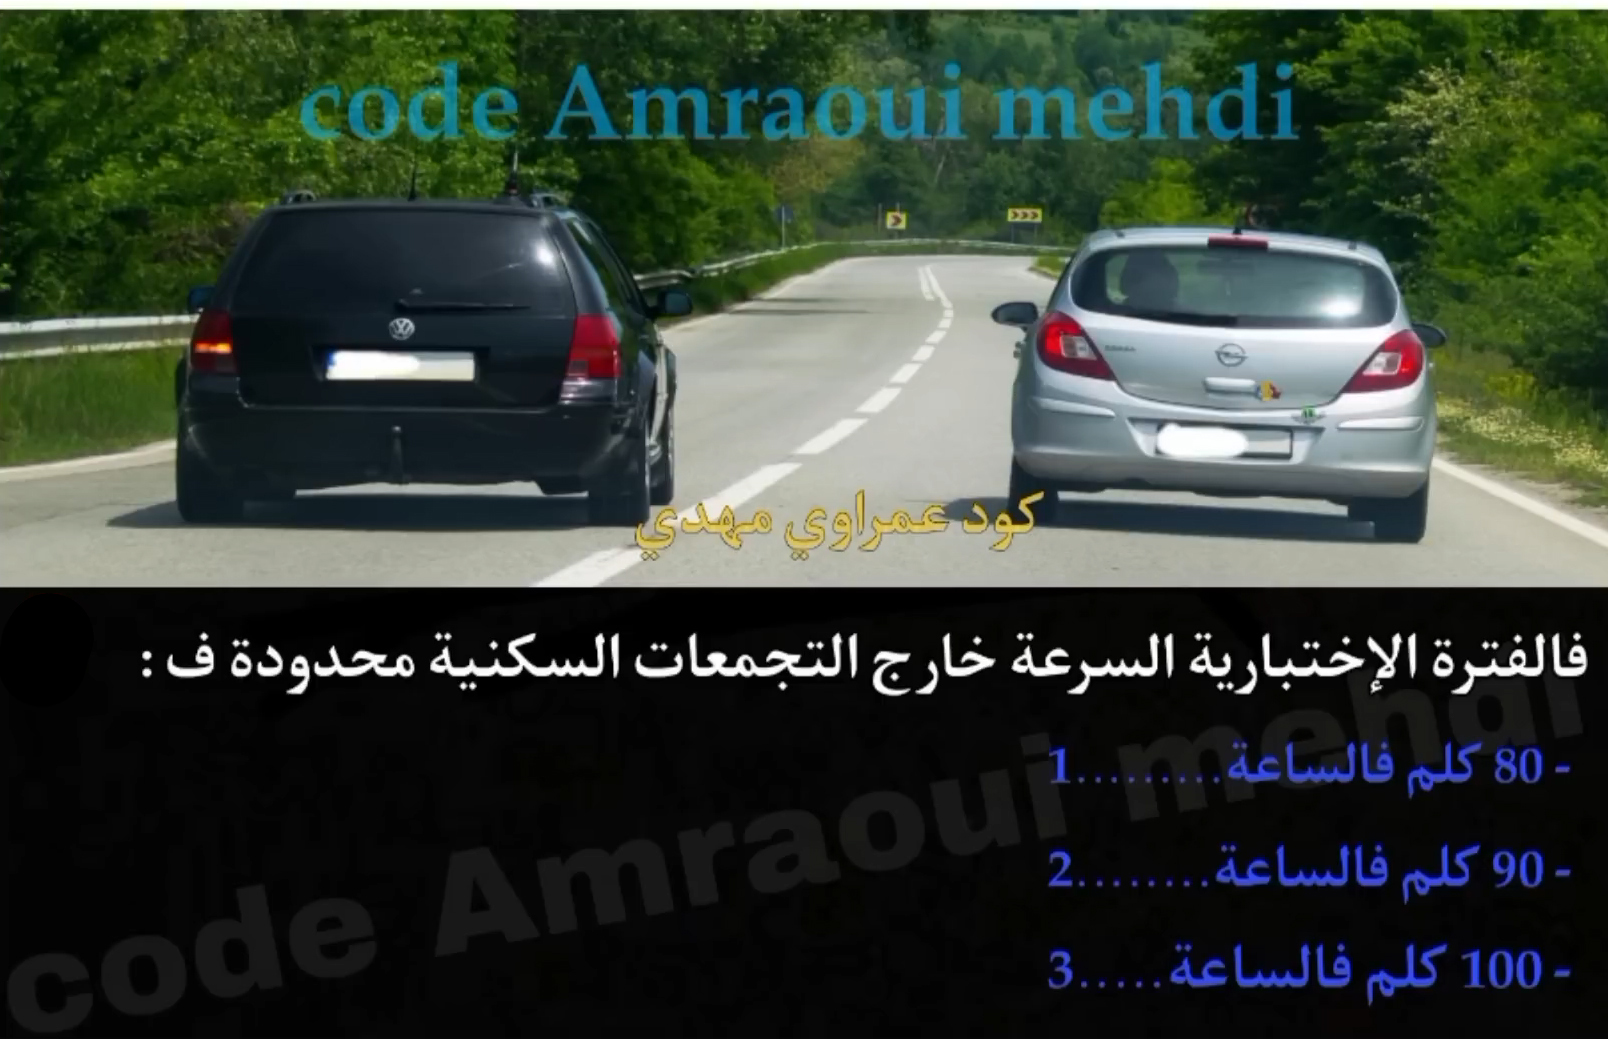 code Amraoui mehdi
كود عمراوي مهدي
فالفترة الإختبارية السرعة خارج التجمعات السكنية محدودة ف :
- 80 كلم فالساعة.........1
- 90 كلم فالساعة........2
- 100 كلم فالساعة.....3
code Amraoui mehdi